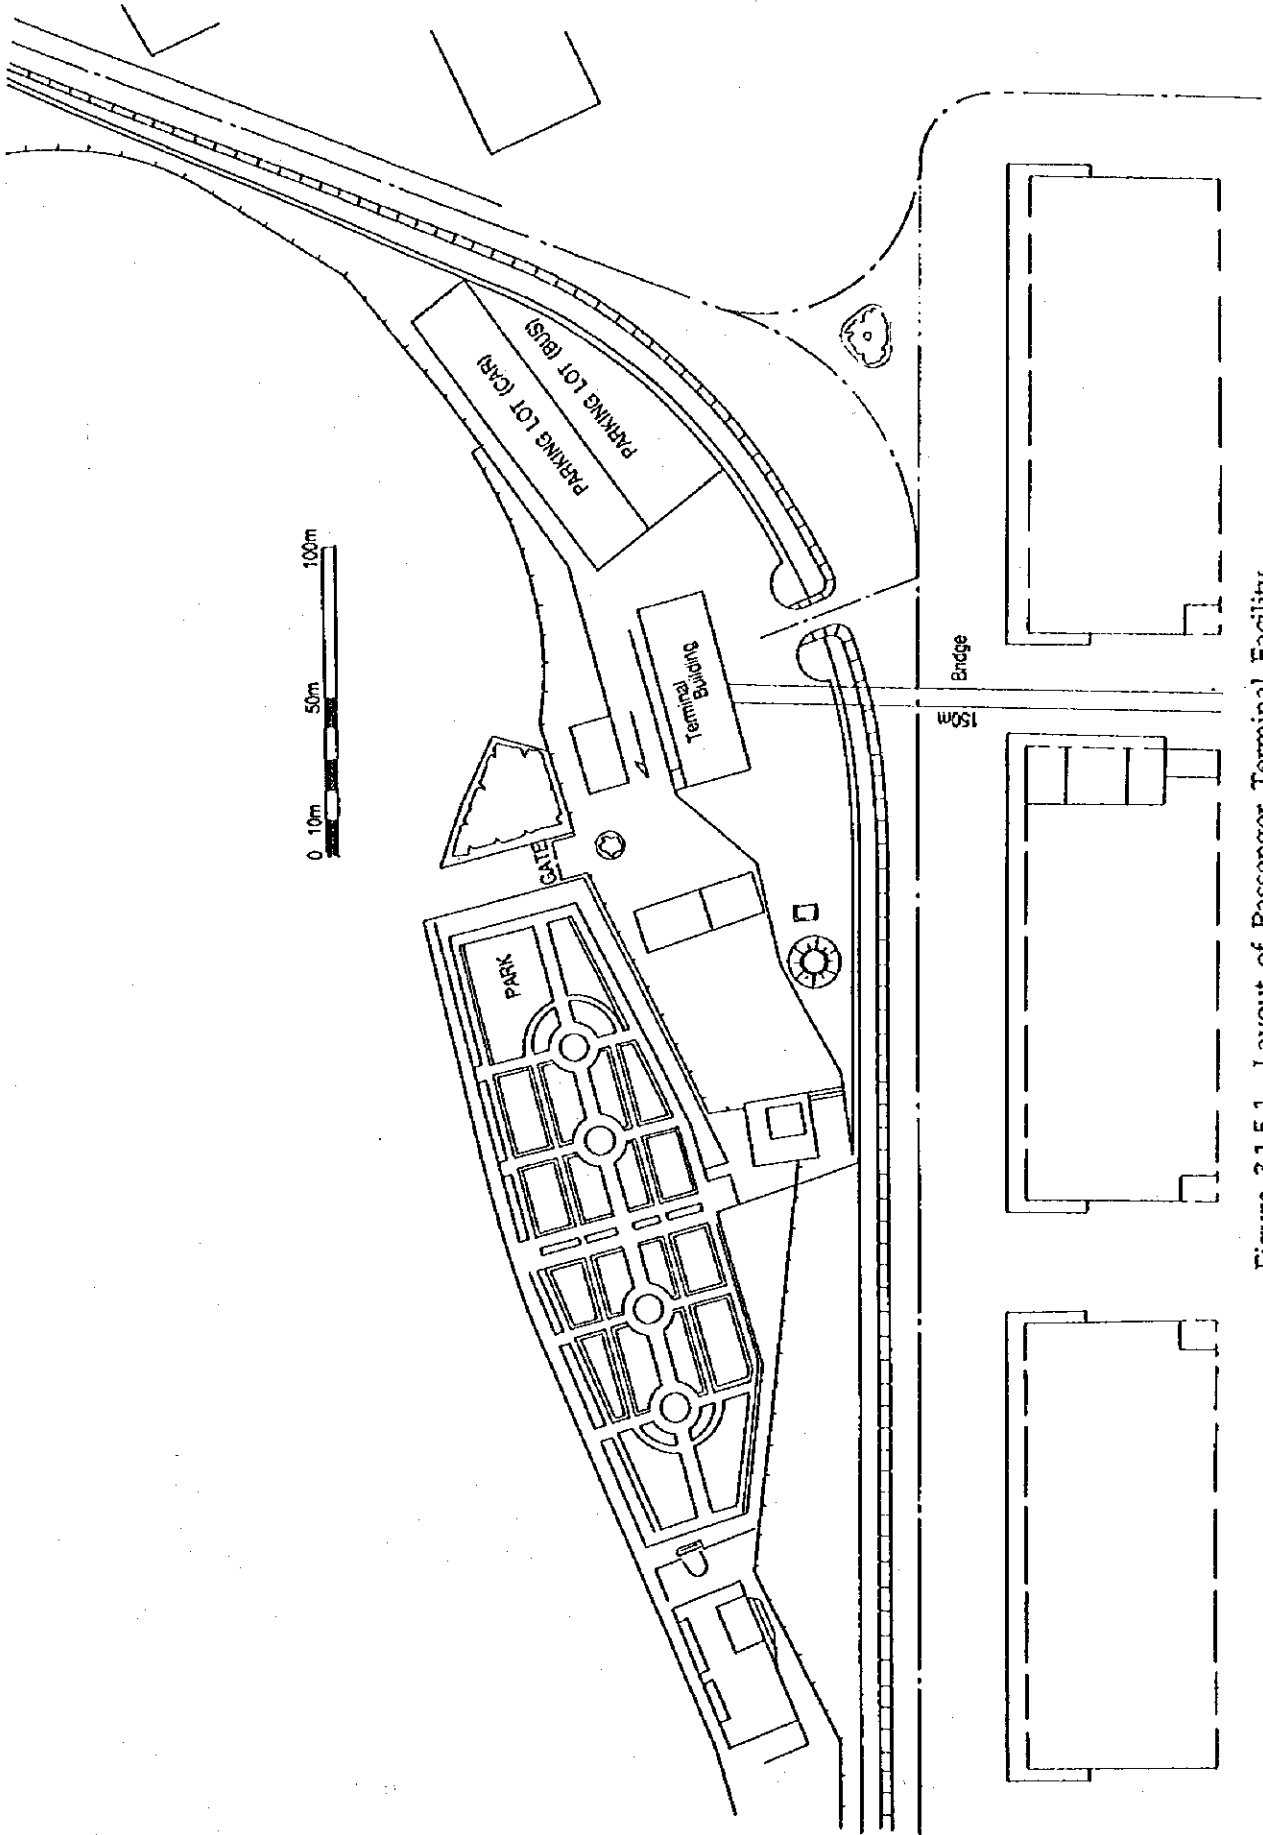 0 10m 50m 100m
PARKING LOT (CAR)
PARKING LOT (BUS)
Terminal
Building
Bridge
150m
GATE
PARK
Figure 2.1.5.1 Layout of Passenger Terminal Facility